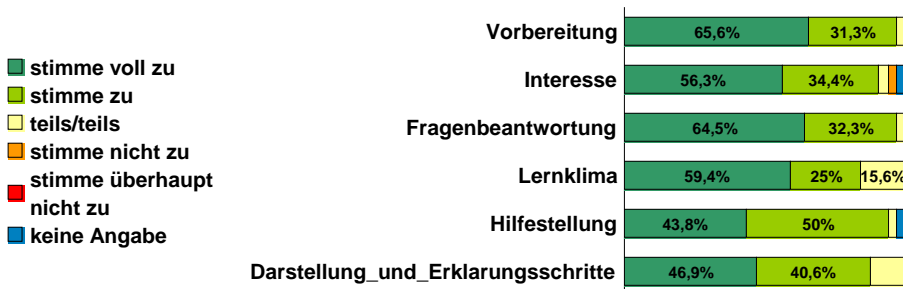 stimme voll zu
stimme zu
teils/teils
stimme nicht zu
stimme überhaupt
nicht zu
keine Angabe
Vorbereitung 65,6% 31,3%
Interesse 56,3% 34,4%
Fragenbeantwortung 64,5% 32,3%
Lernklima 59,4% 25% 15,6%
Hilfestellung 43,8% 50%
Darstellung_und_Erklarungsschritte 46,9% 40,6%